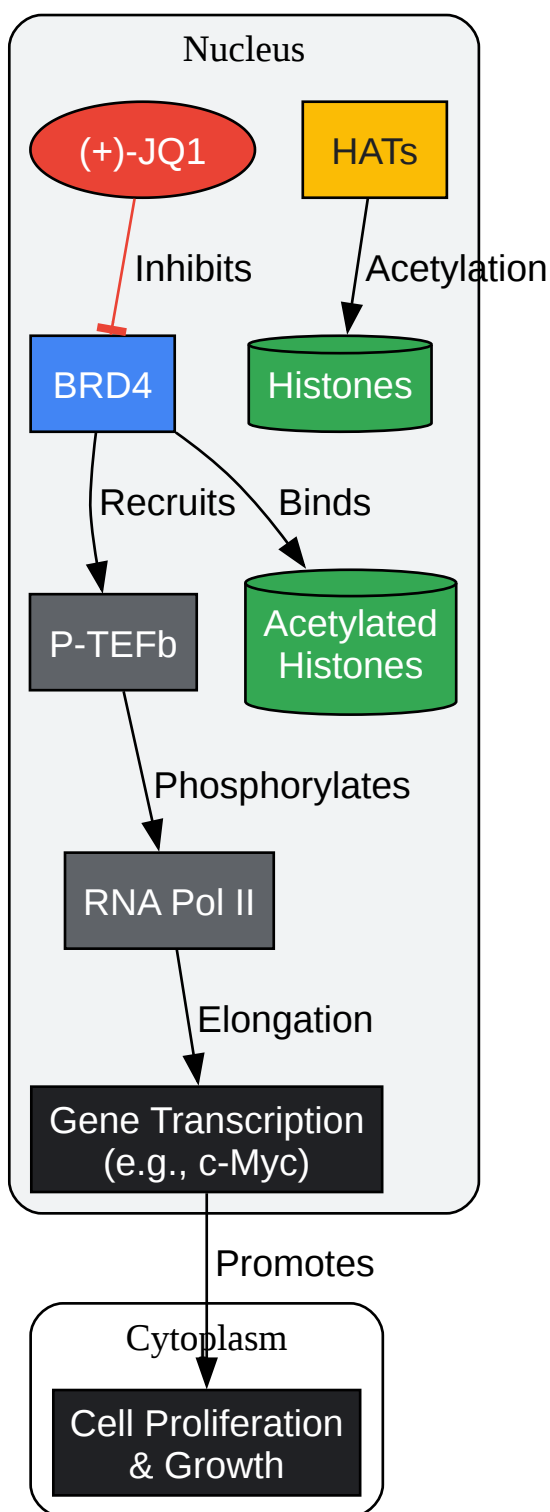 Nucleus
(+)-JQ1
HATs
Inhibits
Acetylation
BRD4
Histones
Recruits
Binds
P-TEFb
Acetylated
Histones
Phosphorylates
RNA Pol II
Elongation
Gene Transcription
(e.g., c-Myc)
Promotes
Cytoplasm
Cell Proliferation
& Growth